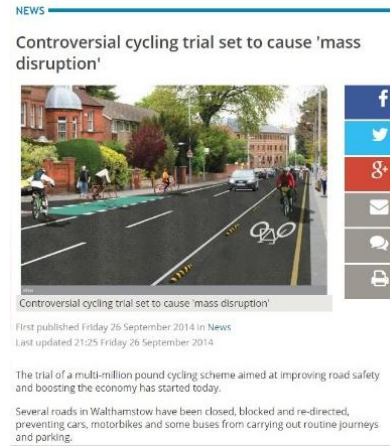 NEWS
Controversial cycling trial set to cause 'mass
disruption'
f
g+
Controversial cycling trial set to cause 'mass disruption'
First published Friday 26 September 2014 in News
Last updated 21:25 Friday 26 September 2014
The trial of a multi-million pound cycling scheme aimed at improving road safety
and boosting the economy has started today.
Several roads in Walthamstow have been closed, blocked and re-directed,
preventing cars, motorbikes and some buses from carrying out routine journeys
and parking.